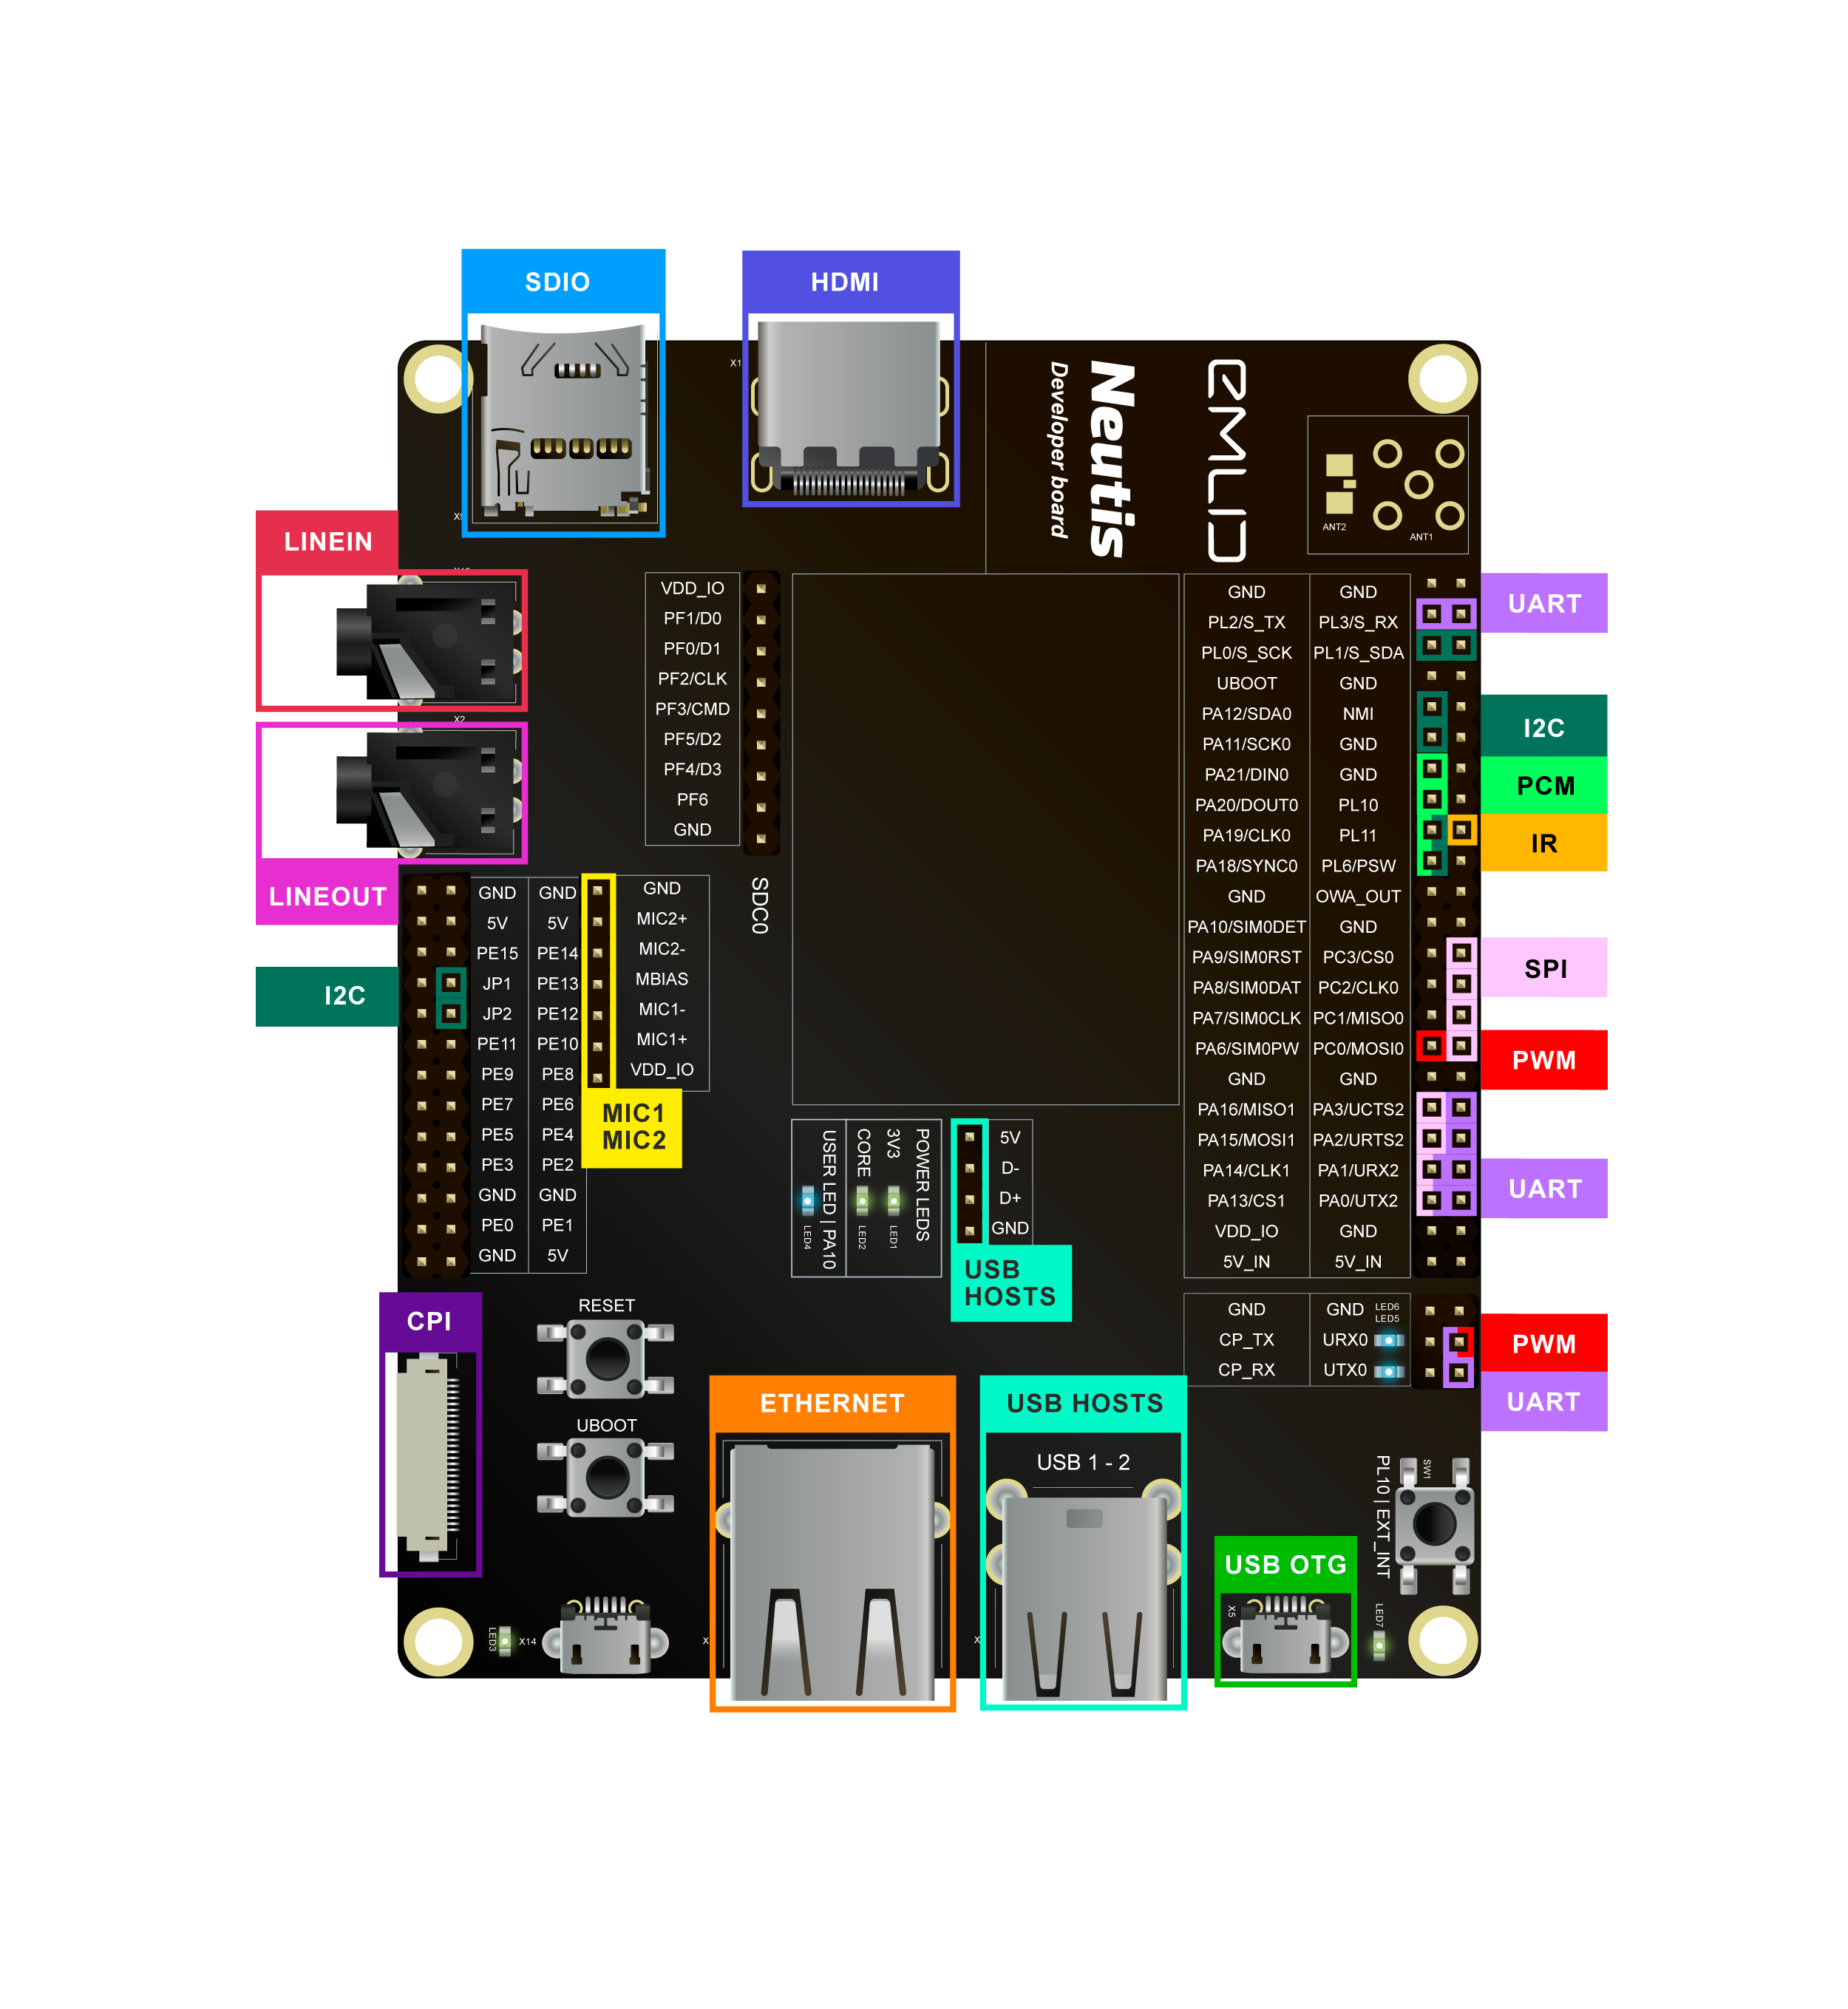 SDIO
HDMI
X1
Neutis
Developer board
EMLID
ANT2
ANT1
LINEIN
X2
LINEOUT
VDD_IO
PF1/D0
PF0/D1
PF2/CLK
PF3/CMD
PF5/D2
PF4/D3
PF6
GND
SDC0
GND GND
PL2/S_TX PL3/S_RX
PL0/S_SCK PL1/S_SDA
UBOOT GND
PA12/SDA0 NMI
PA11/SCK0 GND
PA21/DIN0 GND
PA20/DOUT0 PL10
PA19/CLK0 PL11
PA18/SYNC0 PL6/PSW
GND OWA_OUT
PA10/SIM0DET GND
PA9/SIM0RST PC3/CS0
PA8/SIM0DAT PC2/CLK0
PA7/SIM0CLK PC1/MISO0
PA6/SIM0PW PC0/MOSI0
GND GND
PA16/MISO1 PA3/UCTS2
PA15/MOSI1 PA2/URTS2
PA14/CLK1 PA1/URX2
PA13/CS1 PA0/UTX2
VDD_IO GND
5V_IN 5V_IN
UART
I2C
PCM
IR
SPI
PWM
UART
I2C
GND GND
5V 5V
PE15 PE14
JP1 PE13
JP2 PE12
PE11 PE10
PE9 PE8
PE7 PE6
PE5 PE4
PE3 PE2
GND GND
PE0 PE1
GND 5V
GND
MIC2+
MIC2-
MBIAS
MIC1-
MIC1+
VDD_IO
MIC1
MIC2
USER LED | PA10
LED4
CORE
LED2
3V3
LED1
POWER LEDS
5V
D-
D+
GND
USB
HOSTS
GND GND
CP_TX URX0
CP_RX UTX0
LED6
LED5
PWM
UART
CPI
RESET
UBOOT
ETHERNET
USB HOSTS
USB 1 - 2
USB OTG
X5
PL10 | EXT_INT
SW1
LED7
LED3
X14
X
X